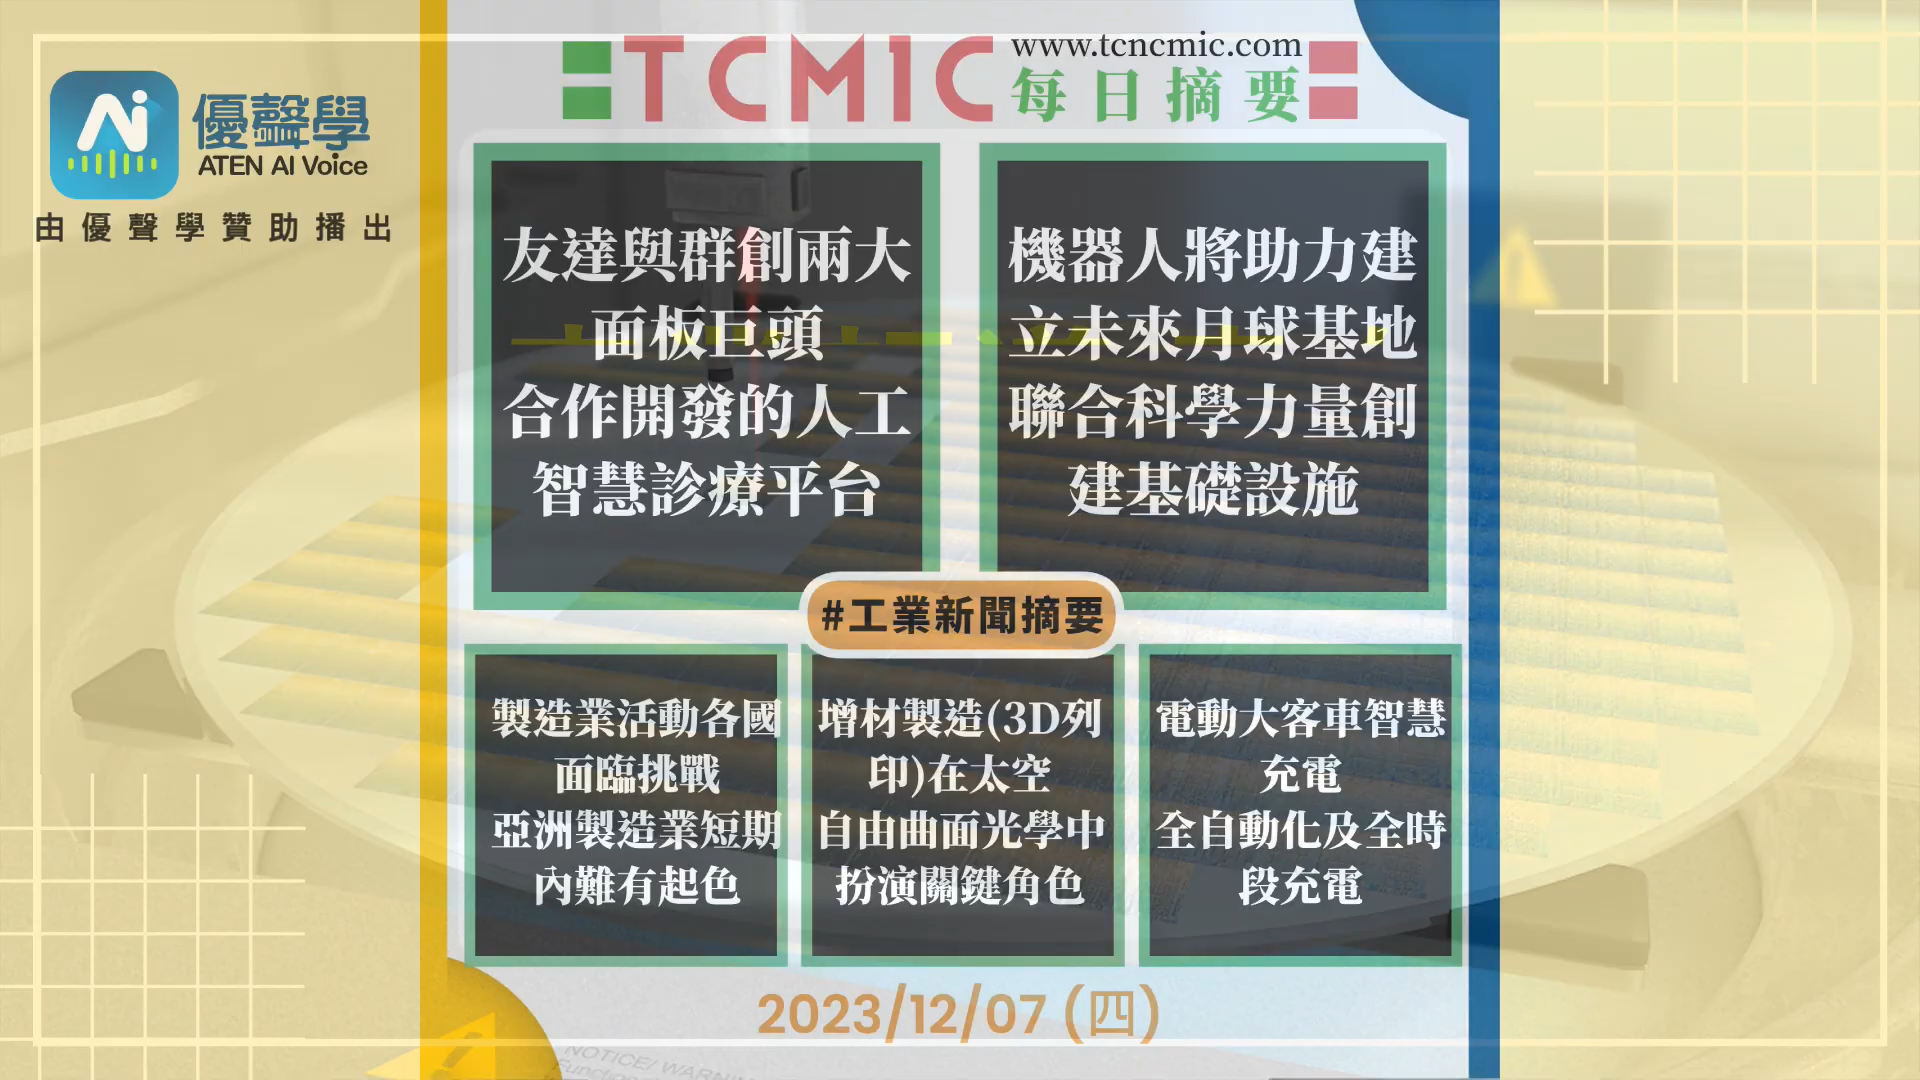 TCMIC
www.tcncmic.com
每日摘要
優聲學
ATEN AI Voice
由優聲學贊助播出
友達與群創兩大
面板巨頭
合作開發的人工
智慧診療平台
機器人將助力建
立未來月球基地
聯合科學力量創
建基礎設施
#工業新聞摘要
製造業活動各國
面臨挑戰
亞洲製造業短期
內難有起色
增材製造(3D列
印)在太空
自由曲面光學中
扮演關鍵角色
電動大客車智慧
充電
全自動化及全時
段充電
2023/12/07 (四)
NOTICE/